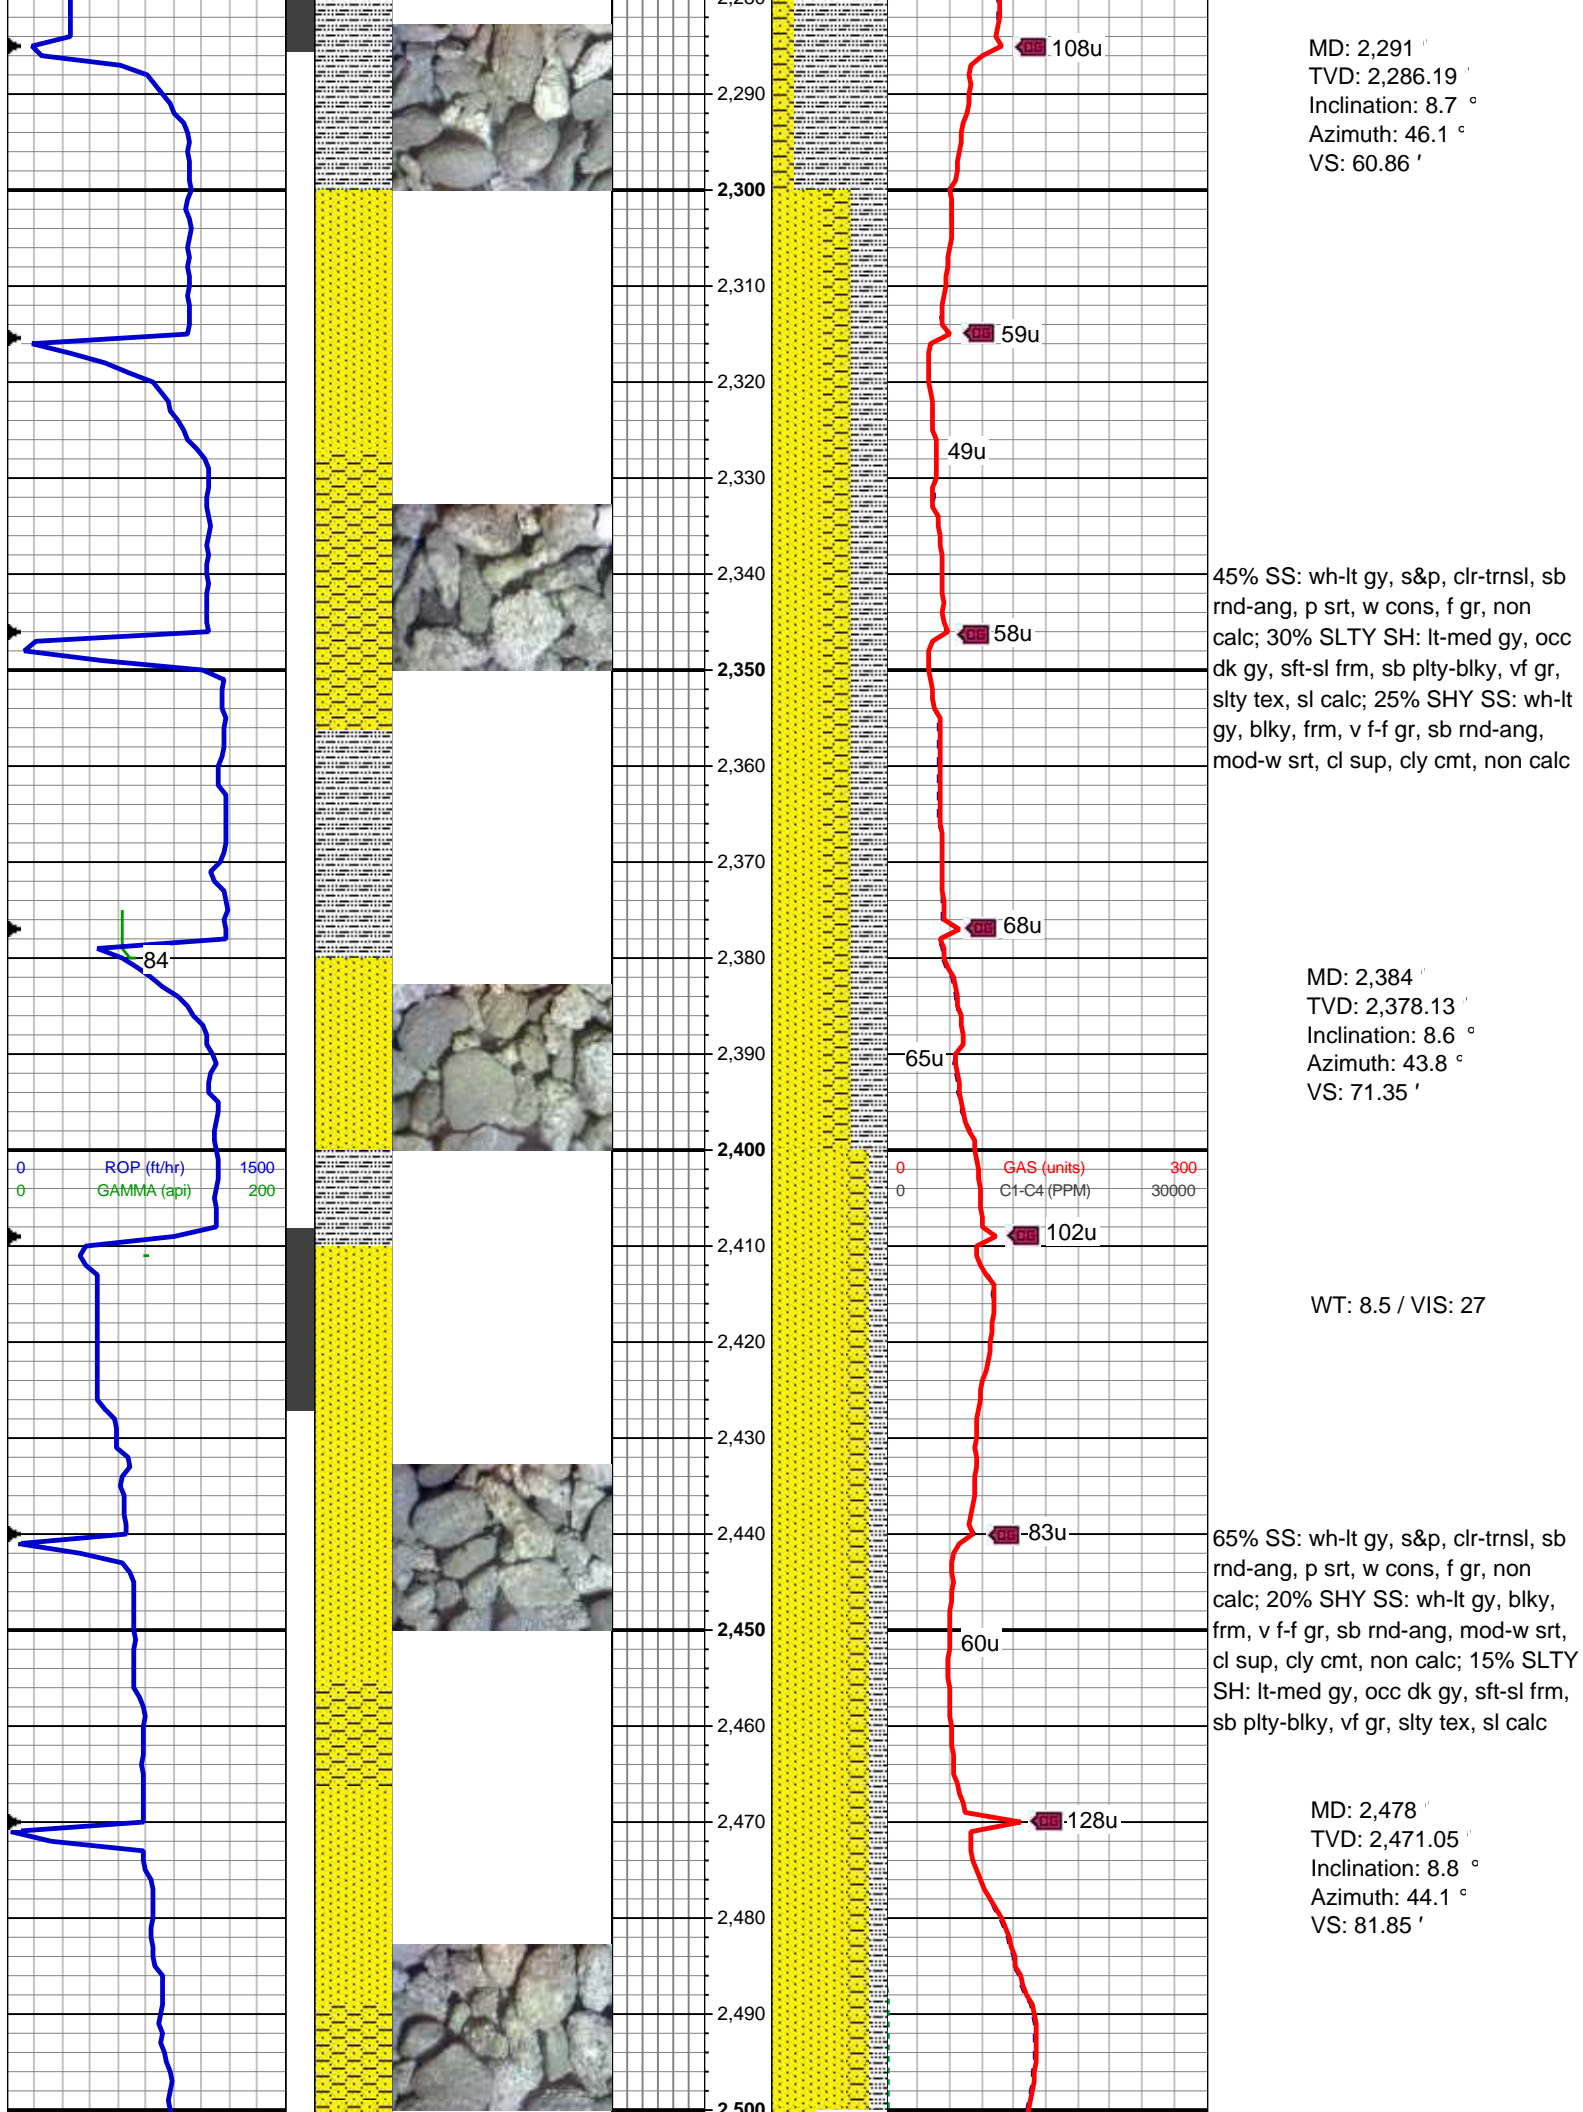 2,280
108u
MD: 2,291 '
TVD: 2,286.19 '
Inclination: 8.7 °
Azimuth: 46.1 °
VS: 60.86 '
2,290
2,300
2,310
CG 59u
2,320
49u
2,330
2,340
45% SS: wh-lt gy, s&p, clr-trnsl, sb
rnd-ang, p srt, w cons, f gr, non
calc; 30% SLTY SH: lt-med gy, occ
dk gy, sft-sl frm, sb plty-blky, vf gr,
slty tex, sl calc; 25% SHY SS: wh-lt
gy, blky, frm, v f-f gr, sb rnd-ang,
mod-w srt, cl sup, cly cmt, non calc
CG 58u
2,350
2,360
2,370
CG 68u
84
2,380
MD: 2,384 '
TVD: 2,378.13 '
Inclination: 8.6 °
Azimuth: 43.8 °
VS: 71.35 '
2,390
65u
2,400
0 ROP (ft/hr) 1500
0 GAMMA (api) 200
0 GAS (units) 300
0 C1-C4 (PPM) 30000
CG 102u
2,410
WT: 8.5 / VIS: 27
2,420
2,430
2,440
CG 83u
65% SS: wh-lt gy, s&p, clr-trnsl, sb
rnd-ang, p srt, w cons, f gr, non
calc; 20% SHY SS: wh-lt gy, blky,
frm, v f-f gr, sb rnd-ang, mod-w srt,
cl sup, cly cmt, non calc; 15% SLTY
SH: lt-med gy, occ dk gy, sft-sl frm,
sb plty-blky, vf gr, slty tex, sl calc
2,450
60u
2,460
2,470
CG 128u
MD: 2,478 '
TVD: 2,471.05 '
Inclination: 8.8 °
Azimuth: 44.1 °
VS: 81.85 '
2,480
2,490
2,500